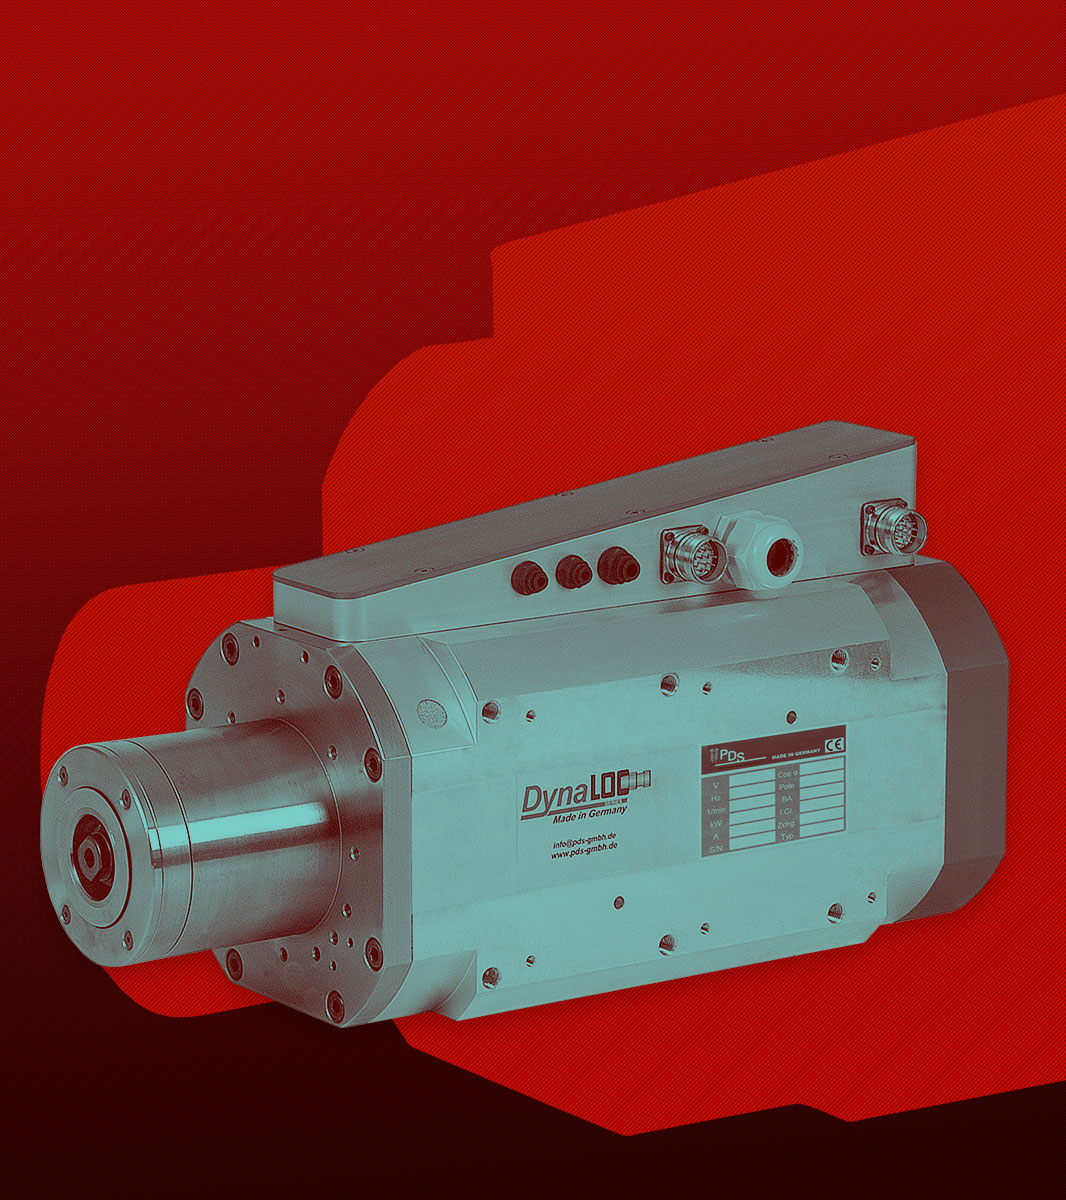 DynaLOC
SERIES
Made in Germany
info@pds-gmbh.de
www.pds-gmbh.de
PDS MADE IN GERMANY CE
V Cos φ
Hz Pole
1/min BA
kW I.Cl.
A Zchg.
S/N Typ